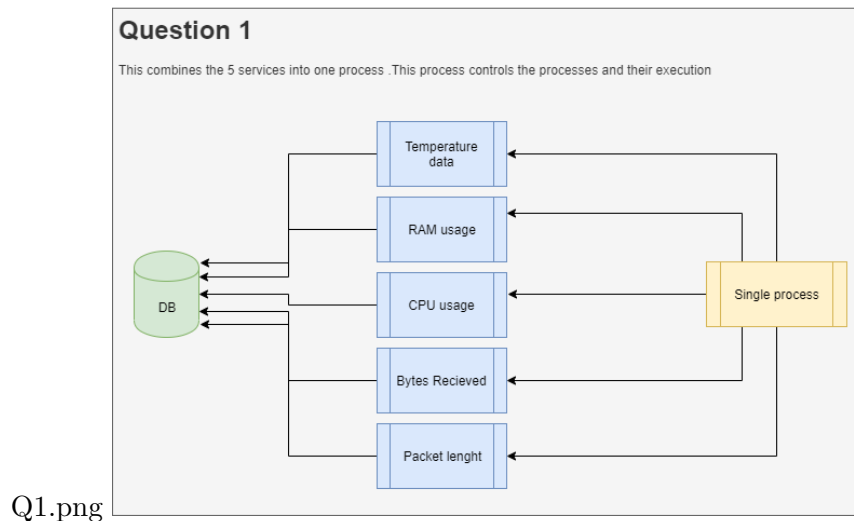 Question 1
This combines the 5 services into one process .This process controls the processes and their execution
Temperature
data
RAM usage
DB
CPU usage
Single process
Bytes Recieved
Packet lenght
Q1.png